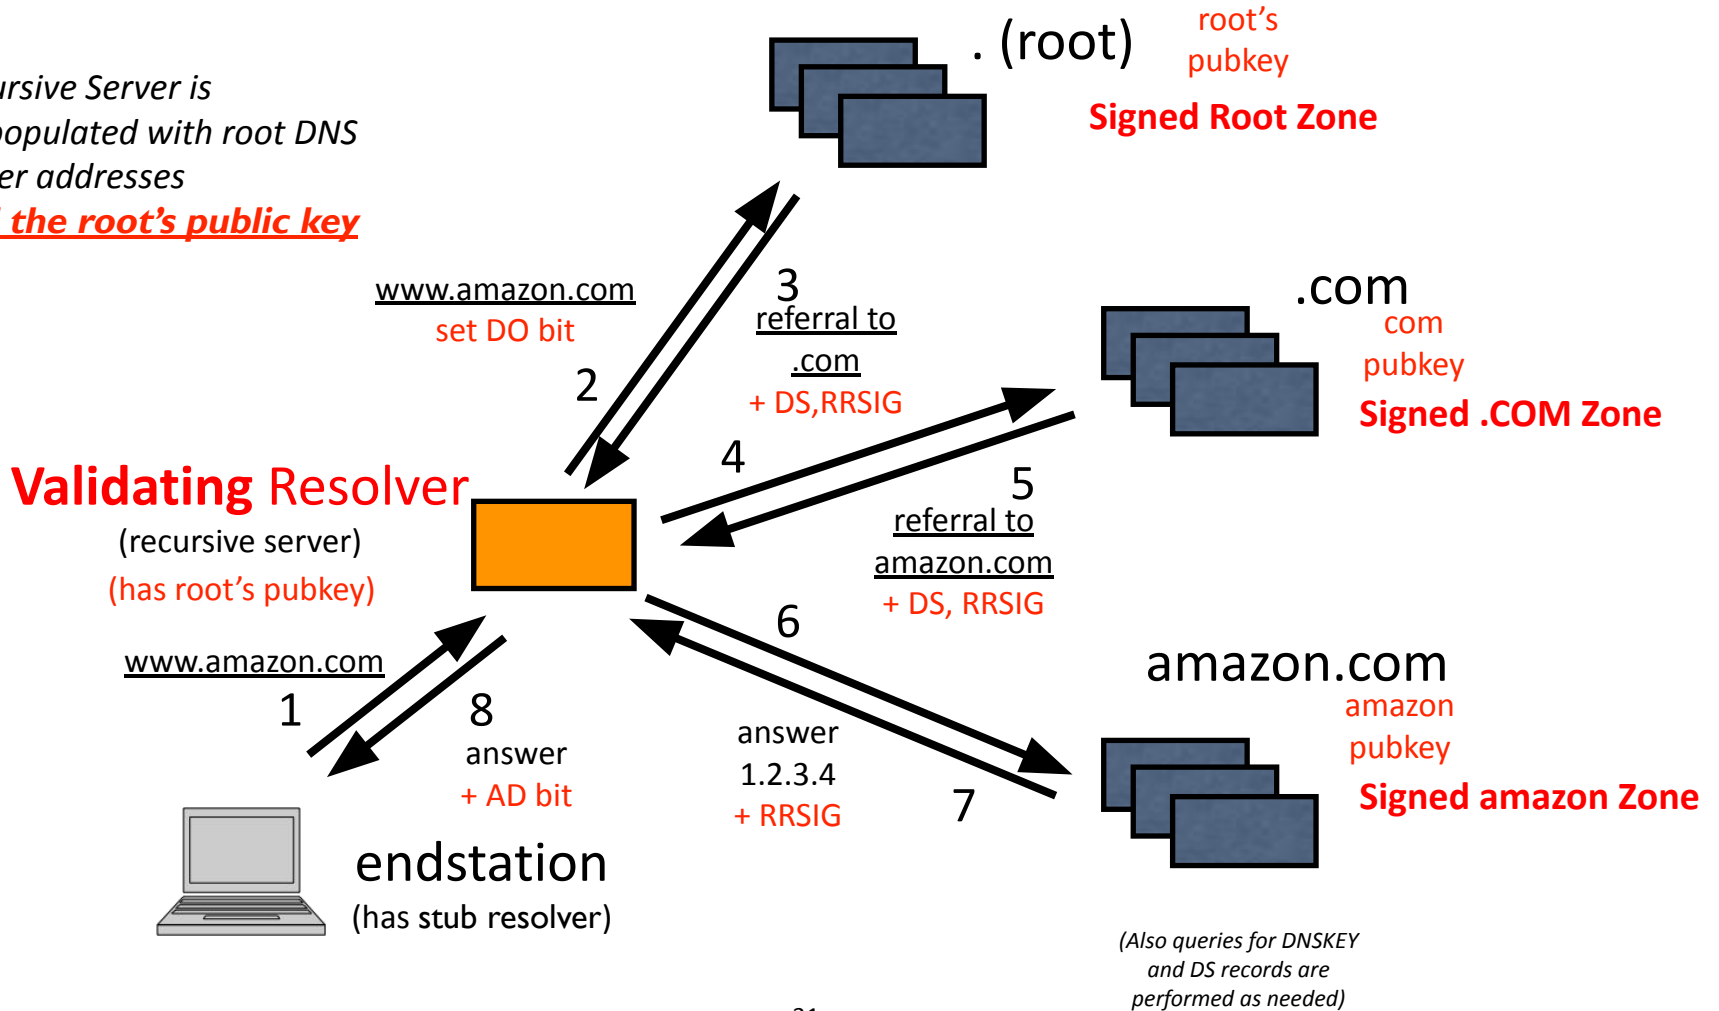 . (root)
root's
pubkey
Signed Root Zone
ursive Server is
populated with root DNS
er addresses
the root's public key
www.amazon.com
set DO bit
2
3
referral to
.com
+ DS,RRSIG
.com
com
pubkey
Signed .COM Zone
4
5
referral to
amazon.com
+ DS, RRSIG
Validating Resolver
(recursive server)
(has root's pubkey)
www.amazon.com
1
8
answer
+ AD bit
6
answer
1.2.3.4
+ RRSIG
7
amazon.com
amazon
pubkey
Signed amazon Zone
endstation
(has stub resolver)
(Also queries for DNSKEY
and DS records are
performed as needed)